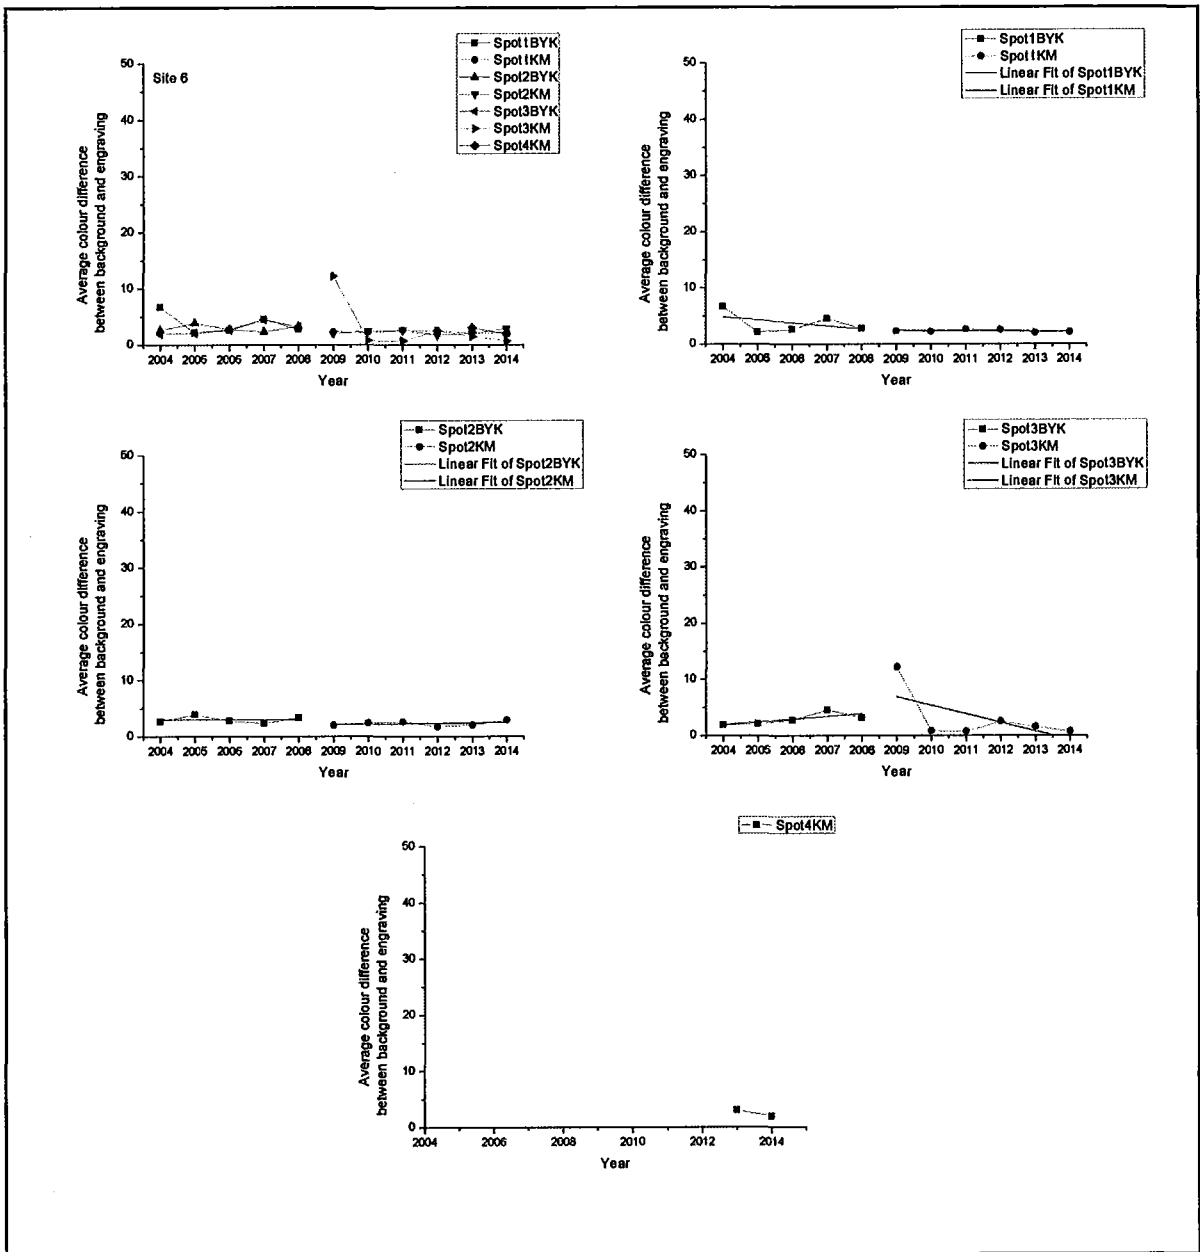 Spot1BYK
Spot1KM
Spot2BYK
Spot2KM
Spot3BYK
Spot3KM
Spot4KM
Site 6
50
40
30
20
10
0
Average colour difference
between background and engraving
2004 2005 2006 2007 2008 2009 2010 2011 2012 2013 2014
Year
Spot1BYK
Spot1KM
Linear Fit of Spot1BYK
Linear Fit of Spot1KM
50
40
30
20
10
0
Average colour difference
between background and engraving
2004 2005 2006 2007 2008 2009 2010 2011 2012 2013 2014
Year
Spot2BYK
Spot2KM
Linear Fit of Spot2BYK
Linear Fit of Spot2KM
50
40
30
20
10
0
Average colour difference
between background and engraving
2004 2005 2006 2007 2008 2009 2010 2011 2012 2013 2014
Year
Spot3BYK
Spot3KM
Linear Fit of Spot3BYK
Linear Fit of Spot3KM
50
40
30
20
10
0
Average colour difference
between background and engraving
2004 2005 2006 2007 2008 2009 2010 2011 2012 2013 2014
Year
Spot4KM
50
40
30
20
10
0
Average colour difference
between background and engraving
2004 2006 2008 2010 2012 2014
Year